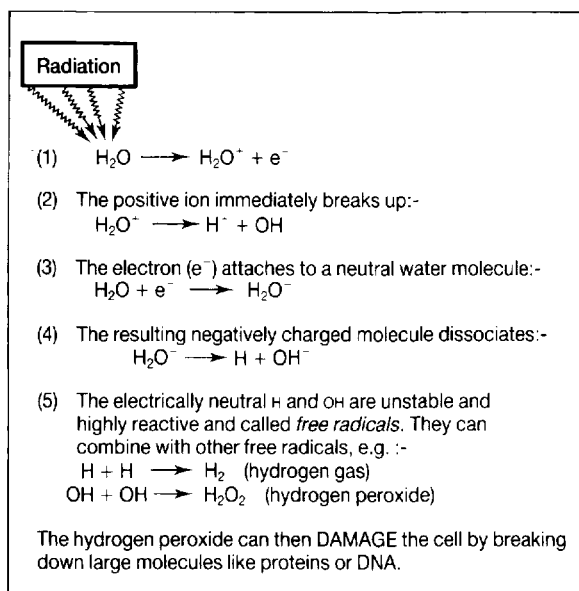 Radiation
(1) H₂O ⟶ H₂O⁺ + e⁻
(2) The positive ion immediately breaks up:-
H₂O⁺ ⟶ H⁺ + OH
(3) The electron (e⁻) attaches to a neutral water molecule:-
H₂O + e⁻ ⟶ H₂O⁻
(4) The resulting negatively charged molecule dissociates:-
H₂O⁻ ⟶ H + OH⁻
(5) The electrically neutral H and OH are unstable and
highly reactive and called free radicals. They can
combine with other free radicals, e.g. :-
H + H ⟶ H₂ (hydrogen gas)
OH + OH ⟶ H₂O₂ (hydrogen peroxide)
The hydrogen peroxide can then DAMAGE the cell by breaking
down large molecules like proteins or DNA.